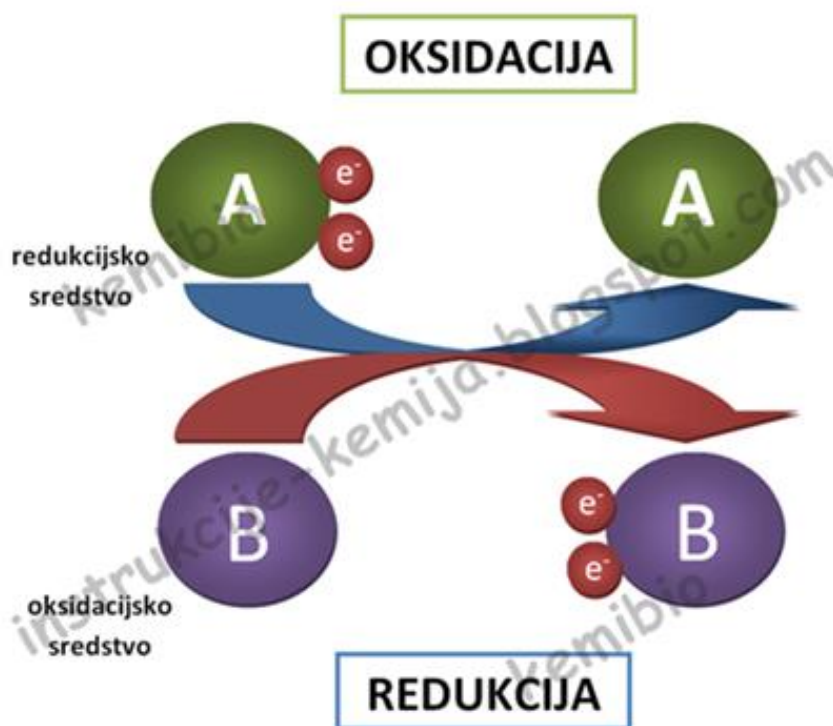 OKSIDACIJA
A
e-
e-
A
redukcijsko
sredstvo
B
e-
e-
B
oksidacijsko
sredstvo
REDUKCIJA
instrukcije-kemija.blogspot.com
kemibio
kemibio